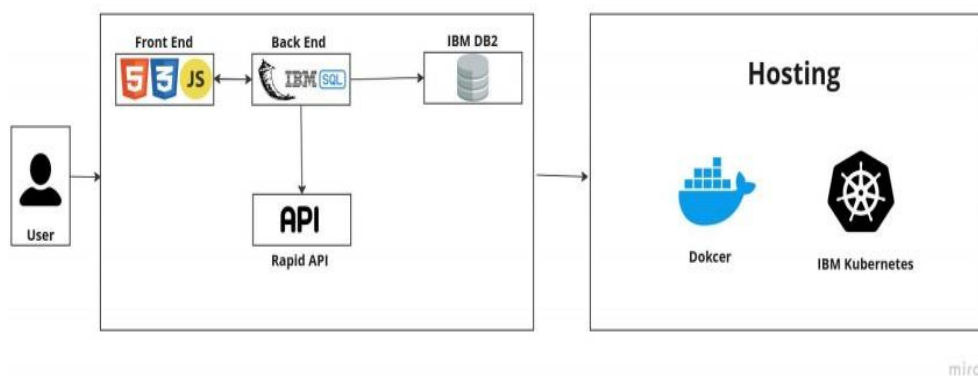 Front End
Back End
IBM DB2
5
3
JS
IBM SQL
User
API
Rapid API
Hosting
Dokcer
IBM Kubernetes
miro